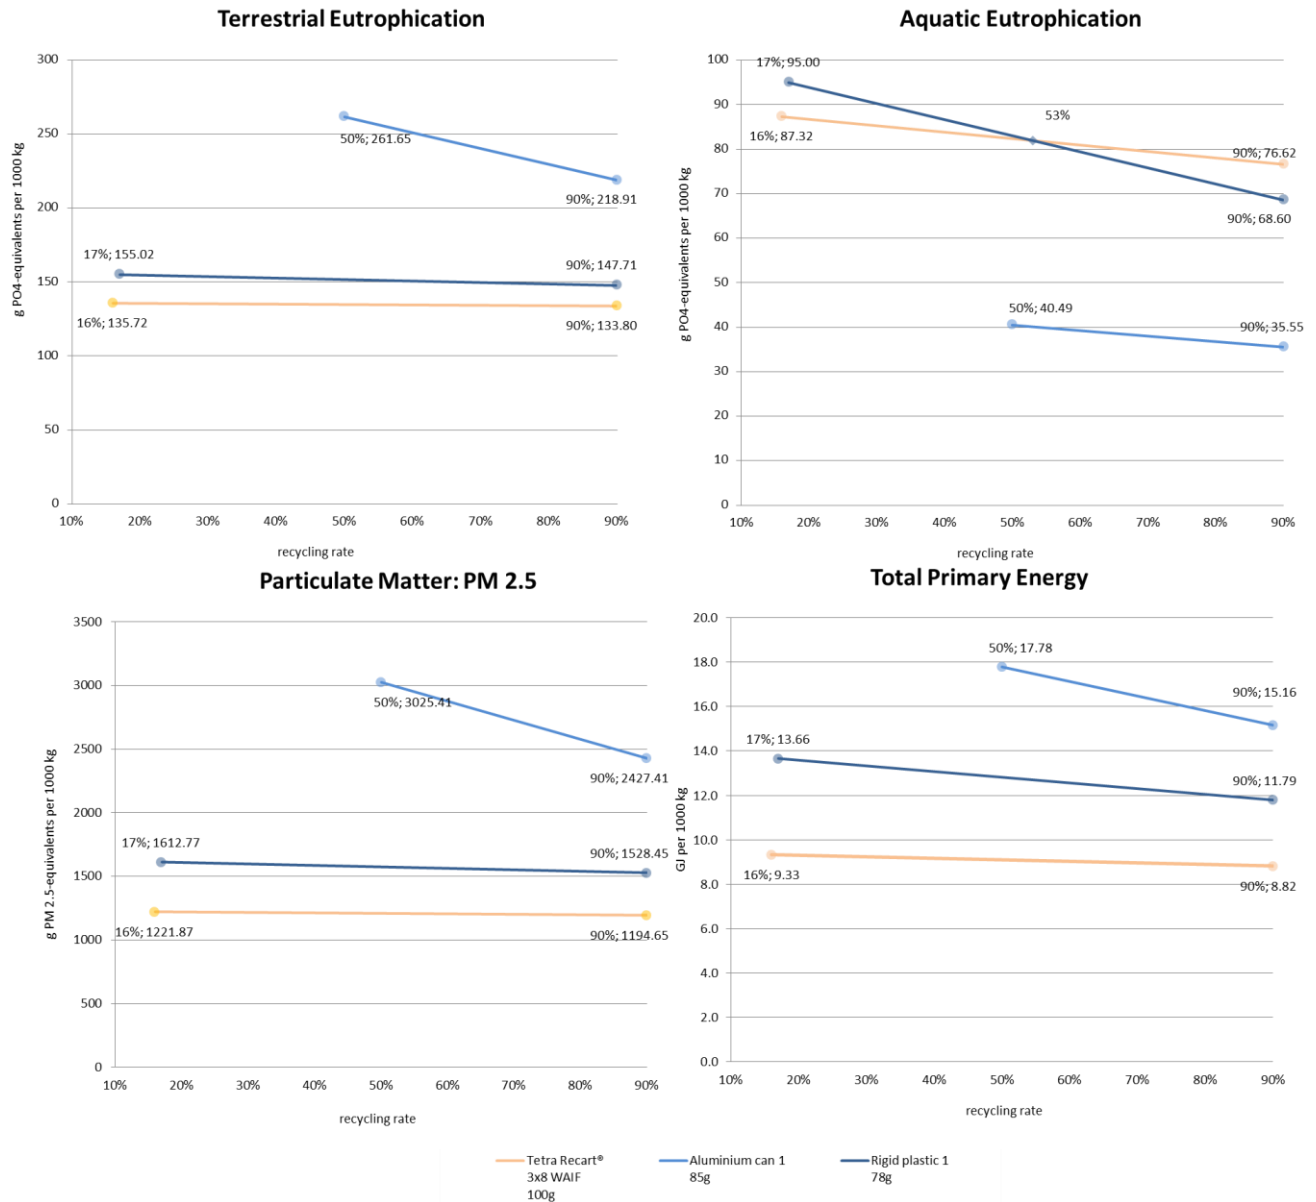 Terrestrial Eutrophication
g PO4-equivalents per 1000 kg
300
250
200
150
100
50
0
50%; 261.65
90%; 218.91
17%; 155.02
90%; 147.71
16%; 135.72
90%; 133.80
10% 20% 30% 40% 50% 60% 70% 80% 90%
recycling rate
Aquatic Eutrophication
g PO4-equivalents per 1000 kg
100
90
80
70
60
50
40
30
20
10
0
17%; 95.00
53%
16%; 87.32
90%; 76.62
90%; 68.60
50%; 40.49
90%; 35.55
10% 20% 30% 40% 50% 60% 70% 80% 90%
recycling rate
Particulate Matter: PM 2.5
g PM 2.5-equivalents per 1000 kg
3500
3000
2500
2000
1500
1000
500
0
50%; 3025.41
90%; 2427.41
17%; 1612.77
90%; 1528.45
16%; 1221.87
90%; 1194.65
10% 20% 30% 40% 50% 60% 70% 80% 90%
recycling rate
Total Primary Energy
GJ per 1000 kg
20.0
18.0
16.0
14.0
12.0
10.0
8.0
6.0
4.0
2.0
0.0
50%; 17.78
90%; 15.16
17%; 13.66
90%; 11.79
16%; 9.33
90%; 8.82
10% 20% 30% 40% 50% 60% 70% 80% 90%
recycling rate
Tetra Recart®
3x8 WAIF
100g
Aluminium can 1
85g
Rigid plastic 1
78g